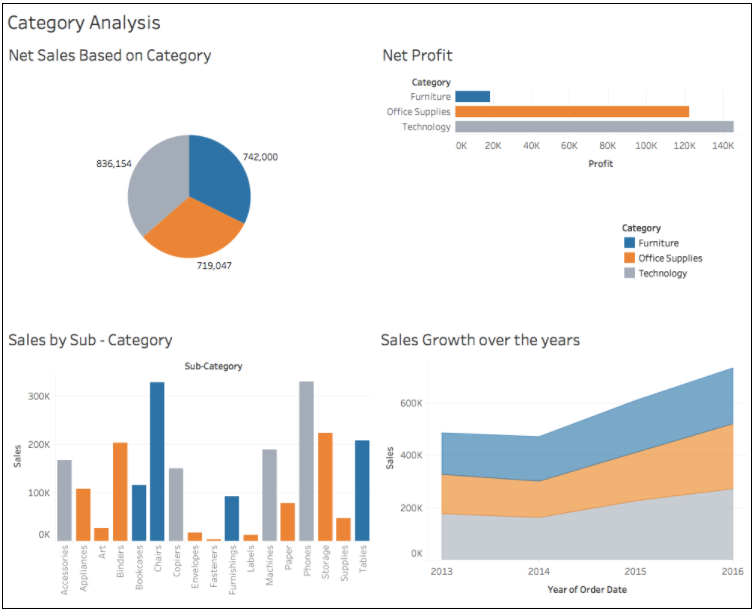 Category Analysis
Net Sales Based on Category
836,154
742,000
719,047
Net Profit
Category
Furniture
Office Supplies
Technology
0K 20K 40K 60K 80K 100K 120K 140K
Profit
Category
Furniture
Office Supplies
Technology
Sales by Sub - Category
Sub-Category
300K
200K
100K
0K
Sales
Accessories
Appliances
Art
Binders
Bookcases
Chairs
Copiers
Envelopes
Fasteners
Furnishings
Labels
Machines
Paper
Phones
Storage
Supplies
Tables
Sales Growth over the years
600K
400K
200K
0K
Sales
2013 2014 2015 2016
Year of Order Date